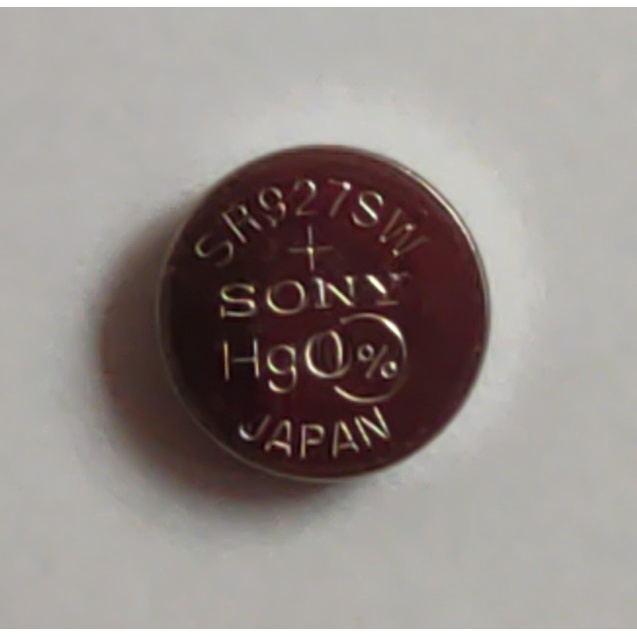 SR927SW
+
SONY
Hg0%
JAPAN